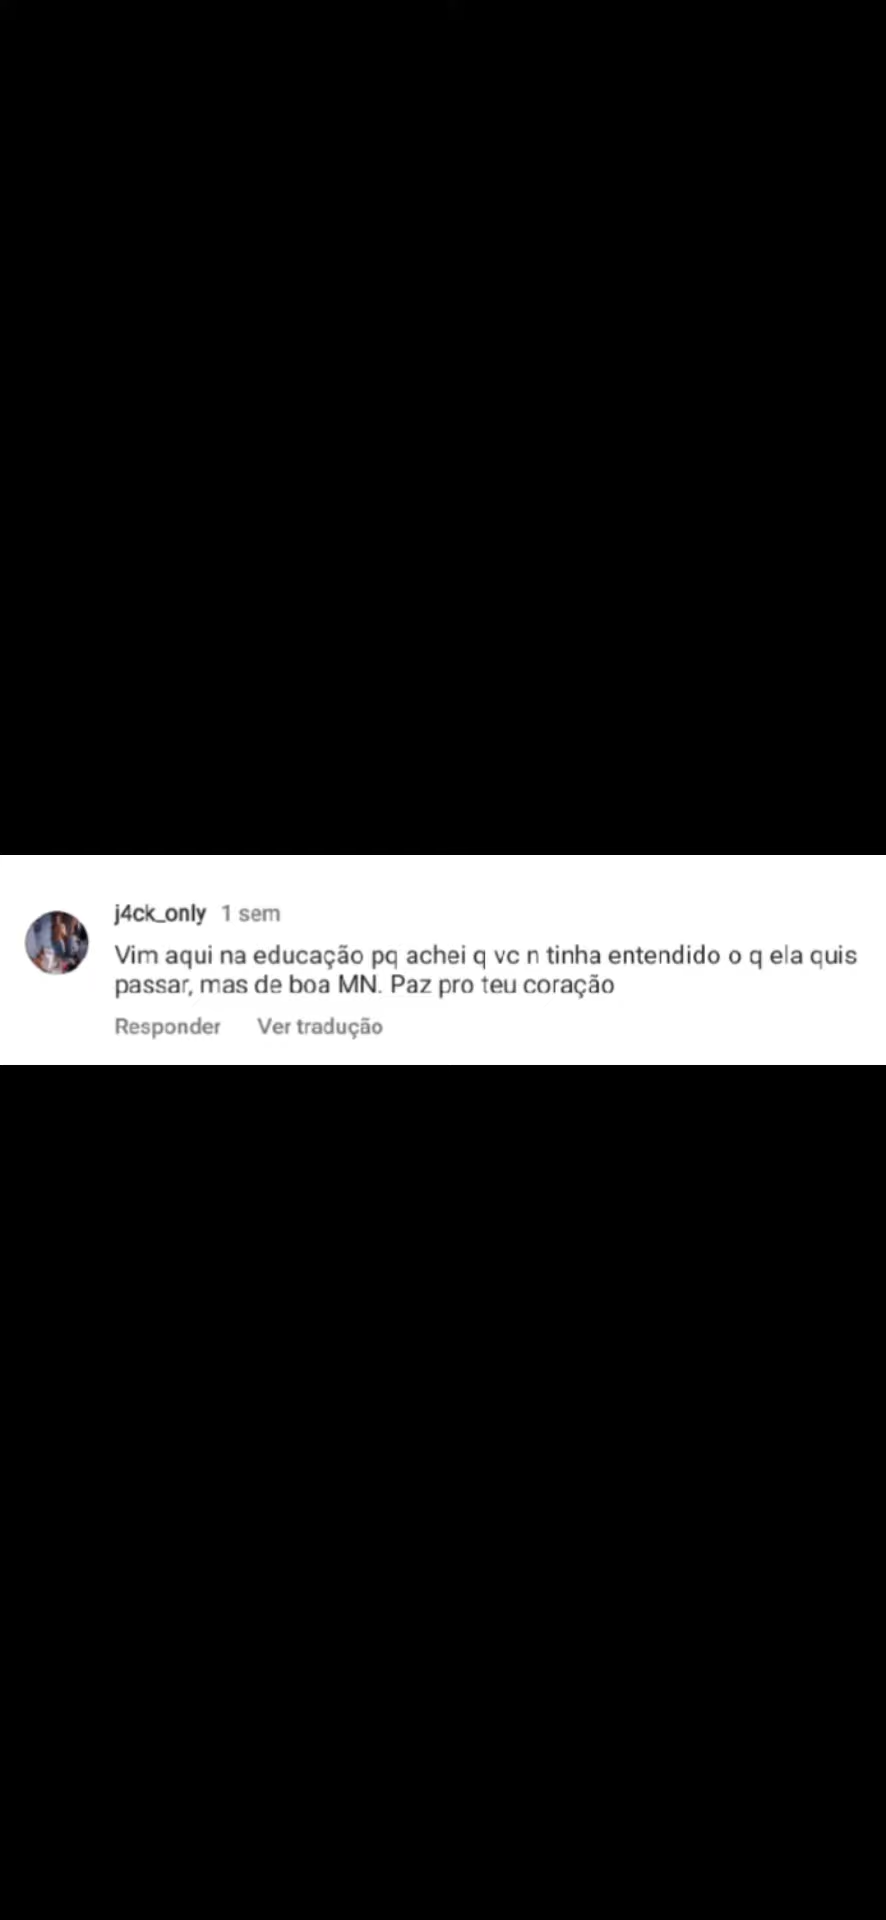 j4ck_only 1 sem
Vim aqui na educação pq achei q vc n tinha entendido o q ela quis
passar, mas de boa MN. Paz pro teu coração
Responder Ver tradução